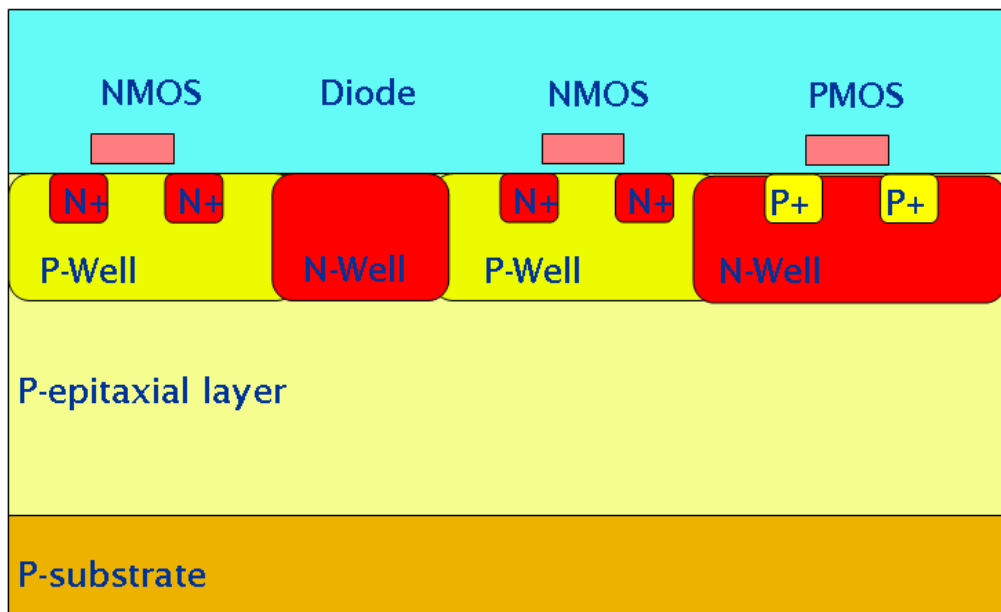 NMOS Diode NMOS PMOS
N+ N+ N+ N+ P+ P+
P-Well N-Well P-Well N-Well
P-epitaxial layer
P-substrate